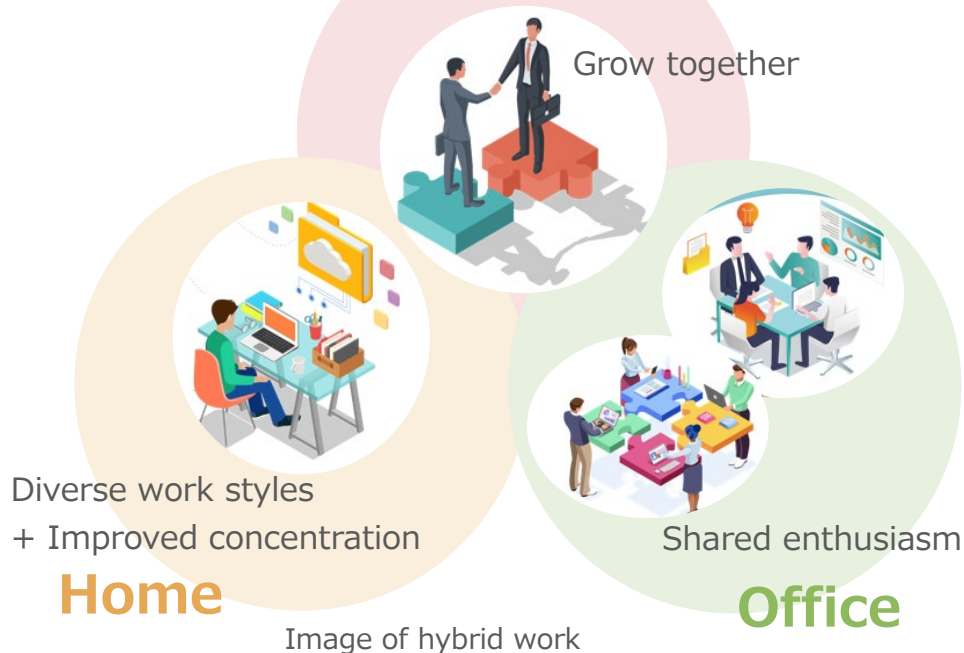 Grow together
Diverse work styles
+ Improved concentration
Home
Shared enthusiasm
Office
Image of hybrid work